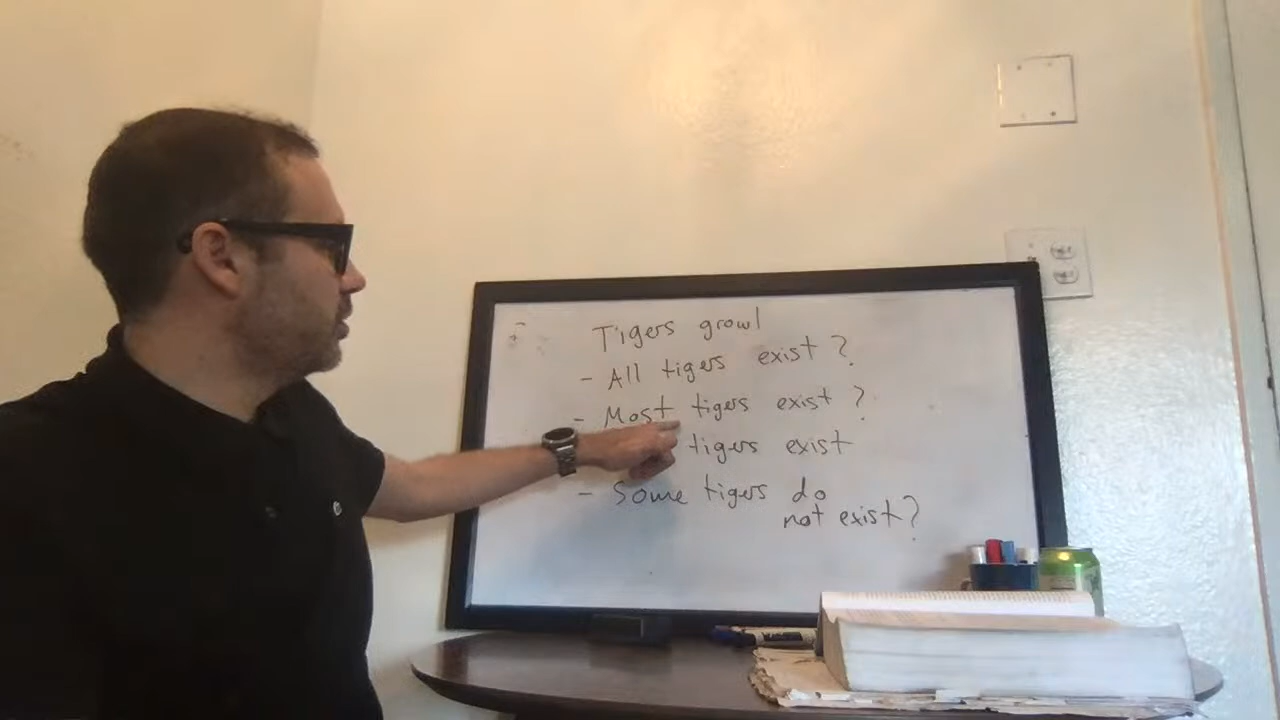 Tigers growl
- All tigers exist ?
- Most tigers exist ?
tigers exist
- Some tigers do
not exist?